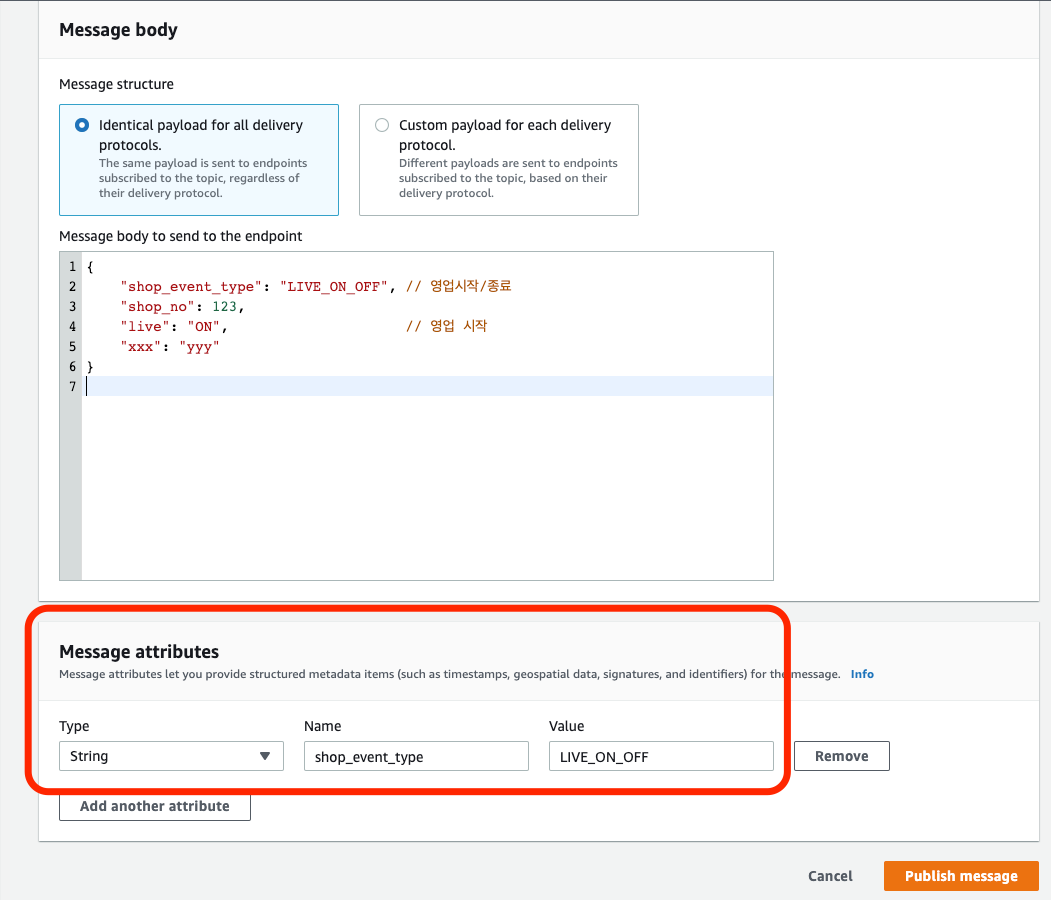 Message body
Message structure
Identical payload for all delivery
protocols.
The same payload is sent to endpoints
subscribed to the topic, regardless of
their delivery protocol.
Custom payload for each delivery
protocol.
Different payloads are sent to endpoints
subscribed to the topic, based on their
delivery protocol.
Message body to send to the endpoint
1 {
2 "shop_event_type": "LIVE_ON_OFF", // 영업시작/종료
3 "shop_no": 123,
4 "live": "ON", // 영업 시작
5 "xxx": "yyy"
6 }
7
Message attributes
Message attributes let you provide structured metadata items (such as timestamps, geospatial data, signatures, and identifiers) for the message. Info
Type Name Value
String shop_event_type LIVE_ON_OFF Remove
Add another attribute
Cancel Publish message